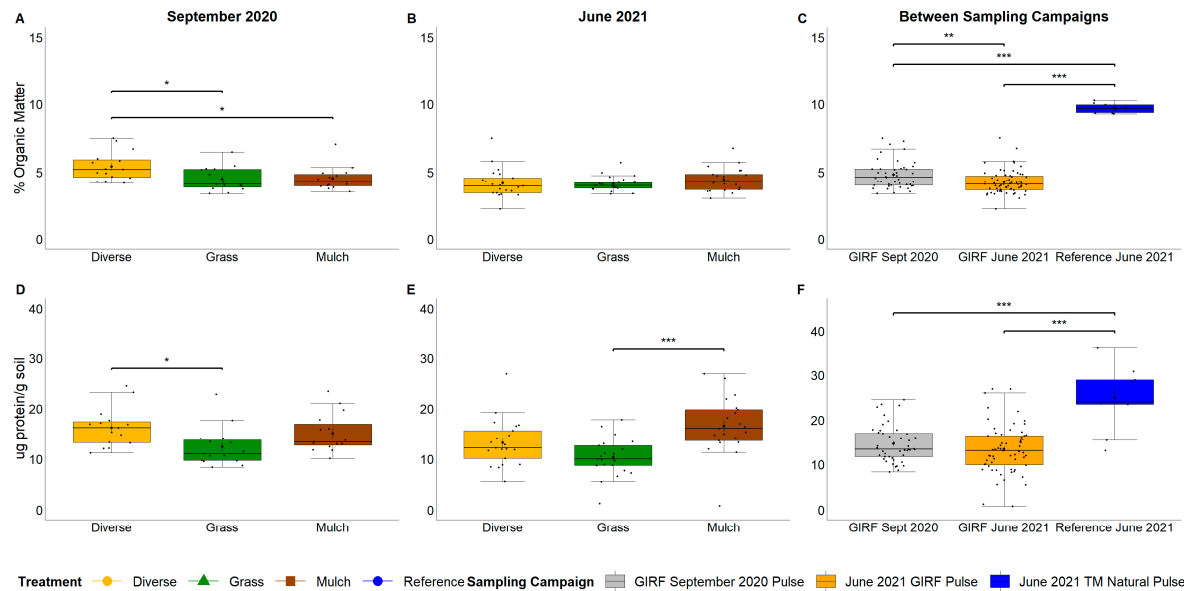 A September 2020 B June 2021 C Between Sampling Campaigns
% Organic Matter
15 15 15
** 
***
***
*
*
10 10 10
5 5 5
0 0 0
Diverse Grass Mulch Diverse Grass Mulch GIRF Sept 2020 GIRF June 2021 Reference June 2021
D E F
ug protein/g soil
40 40 40
***
***
***
*
30 30 30
20 20 20
10 10 10
0 0 0
Diverse Grass Mulch Diverse Grass Mulch GIRF Sept 2020 GIRF June 2021 Reference June 2021
Treatment Diverse Grass Mulch Reference Sampling Campaign GIRF September 2020 Pulse June 2021 GIRF Pulse June 2021 TM Natural Pulse